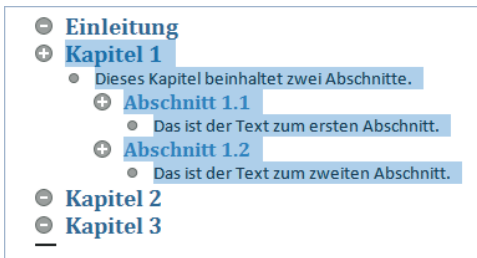 Einleitung
Kapitel 1
Dieses Kapitel beinhaltet zwei Abschnitte.
Abschnitt 1.1
Das ist der Text zum ersten Abschnitt.
Abschnitt 1.2
Das ist der Text zum zweiten Abschnitt.
Kapitel 2
Kapitel 3